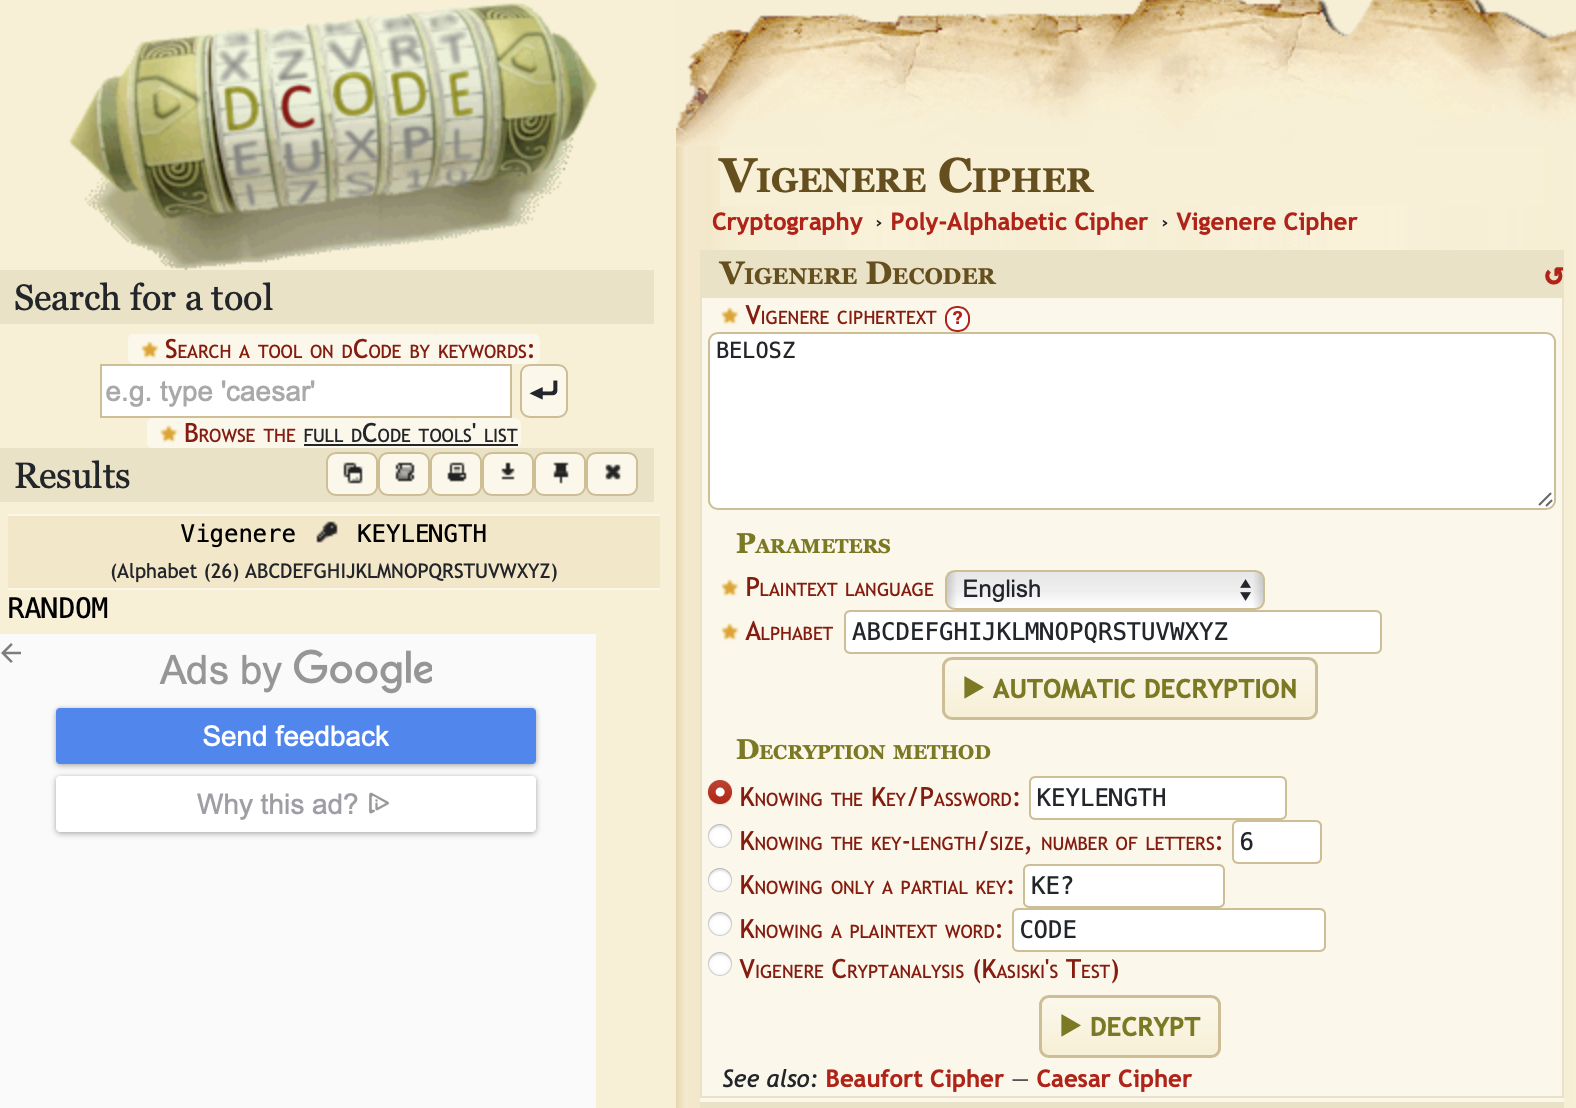 X Z V R T
D C O D E
E U X P L
I 7 S 1 0
Search for a tool
Search a tool on dCode by keywords:
e.g. type 'caesar'
Browse the full dCode tools' list
Results
Vigenere KEYLENGTH
(Alphabet (26) ABCDEFGHIJKLMNOPQRSTUVWXYZ)
RANDOM
Ads by Google
Send feedback
Why this ad?
Vigenere Cipher
Cryptography › Poly-Alphabetic Cipher › Vigenere Cipher
Vigenere Decoder
Vigenere ciphertext ?
BELOSZ
Parameters
Plaintext language English
Alphabet ABCDEFGHIJKLMNOPQRSTUVWXYZ
▶ AUTOMATIC DECRYPTION
Decryption method
Knowing the Key/Password: KEYLENGTH
Knowing the key-length/size, number of letters: 6
Knowing only a partial key: KE?
Knowing a plaintext word: CODE
Vigenere Cryptanalysis (Kasiski's Test)
▶ DECRYPT
See also: Beaufort Cipher — Caesar Cipher